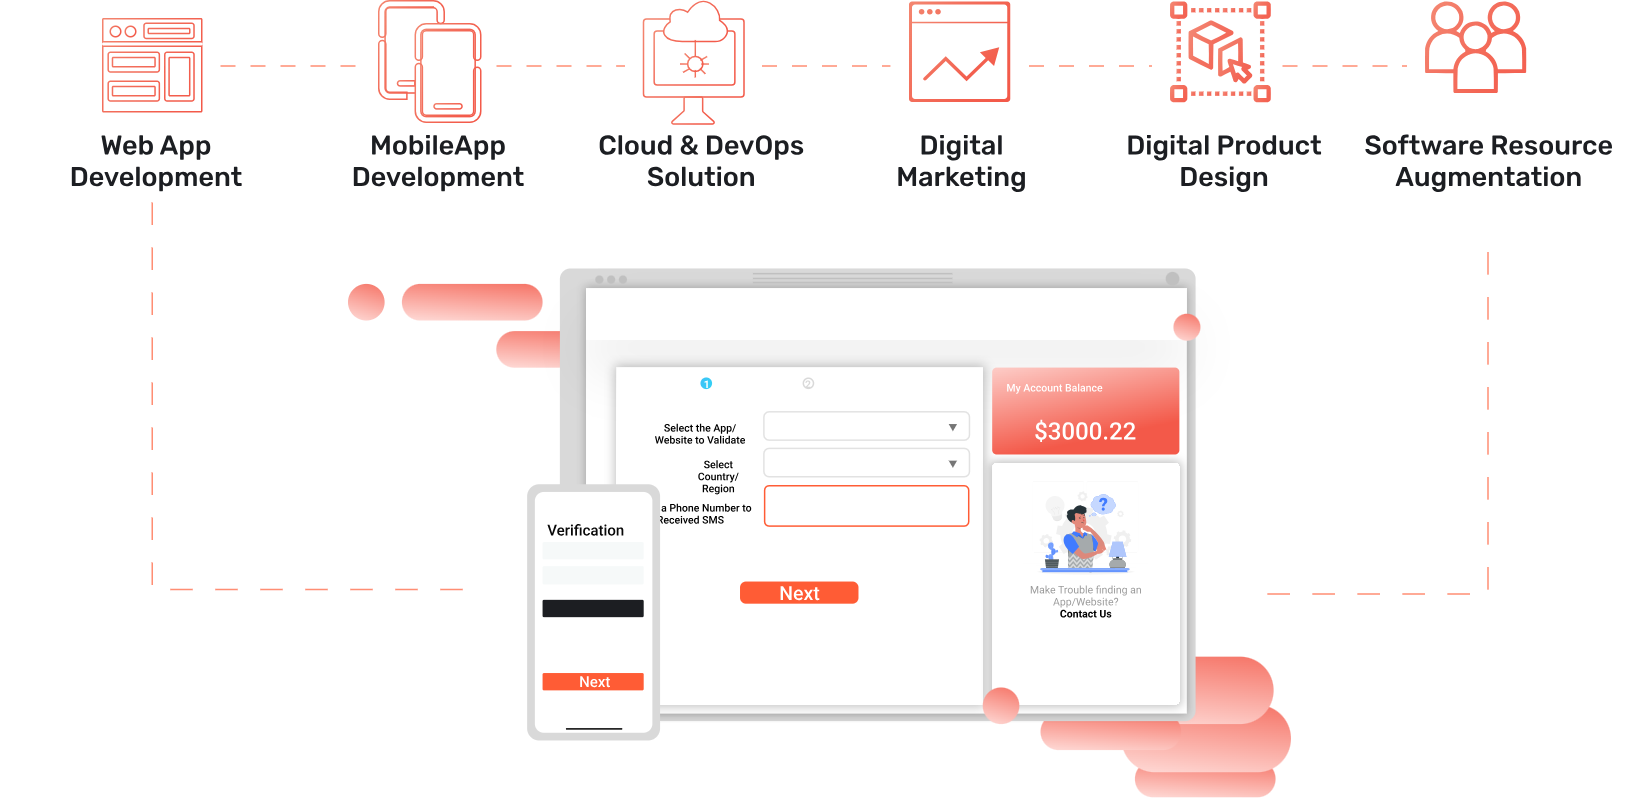 Web App
Development
MobileApp
Development
Cloud & DevOps
Solution
Digital
Marketing
Digital Product
Design
Software Resource
Augmentation
1
2
Select the App/
Website to Validate
Select
Country/
Region
a Phone Number to
Received SMS
Next
My Account Balance
$3000.22
?
Make Trouble finding an
App/Website?
Contact Us
Verification
Next